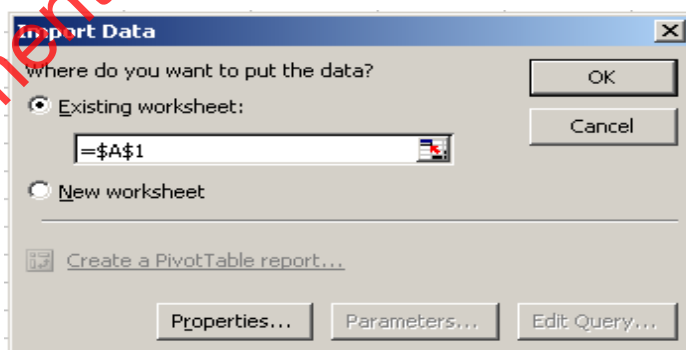 Import Data
Where do you want to put the data?
OK
Existing worksheet:
Cancel
=$A$1
New worksheet
Create a PivotTable report...
Properties... Parameters... Edit Query...